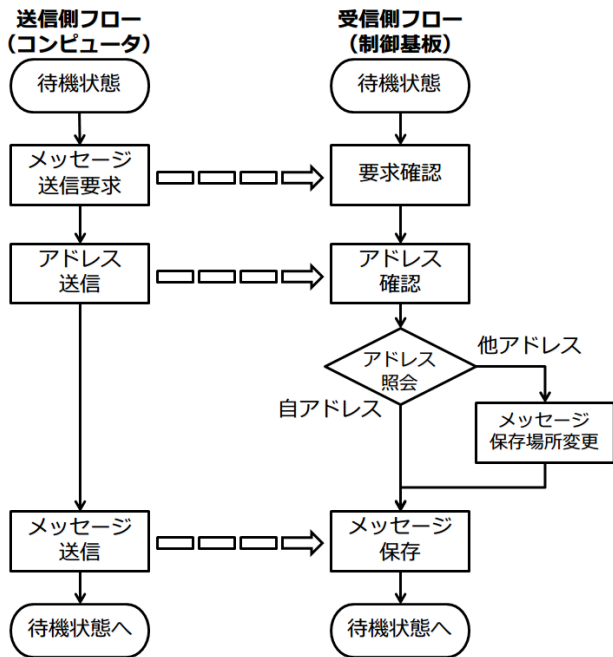 送信側フロー
(コンピュータ)
受信側フロー
(制御基板)
待機状態
待機状態
メッセージ
送信要求
要求確認
アドレス
送信
アドレス
確認
アドレス
照会
他アドレス
自アドレス
メッセージ
保存場所変更
メッセージ
送信
メッセージ
保存
待機状態へ
待機状態へ